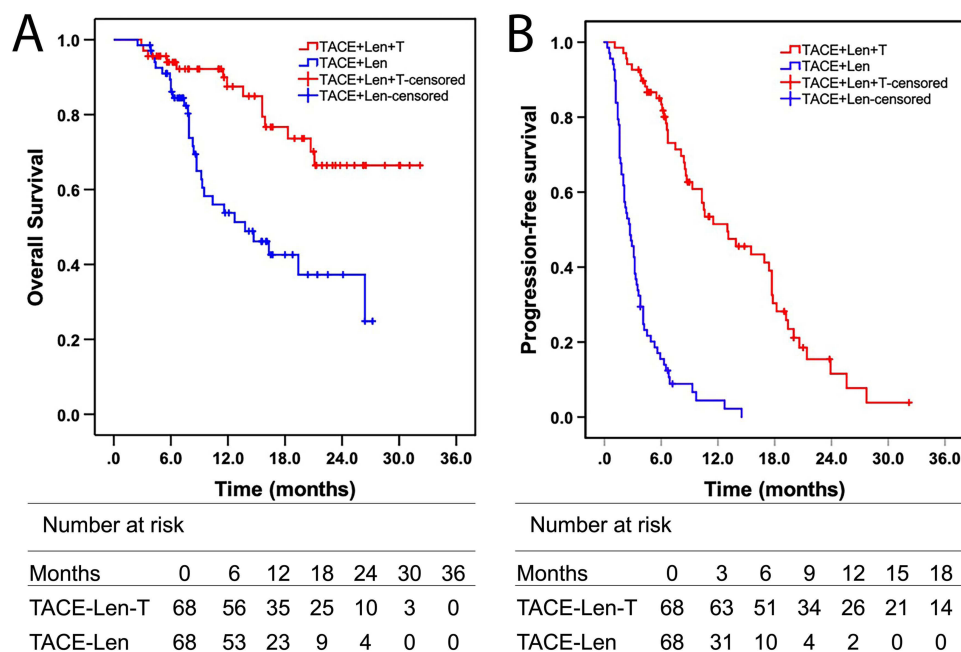 A
Overall Survival
1.0
0.8
0.6
0.4
0.2
0.0
TACE+Len+T
TACE+Len
TACE+Len+T-censored
TACE+Len-censored
.0 6.0 12.0 18.0 24.0 30.0 36.0
Time (months)
Number at risk
Months 0 6 12 18 24 30 36
TACE-Len-T 68 56 35 25 10 3 0
TACE-Len 68 53 23 9 4 0 0
B
Progression-free survival
1.0
0.8
0.6
0.4
0.2
0.0
TACE+Len+T
TACE+Len
TACE+Len+T-censored
TACE+Len-censored
.0 6.0 12.0 18.0 24.0 30.0 36.0
Time (months)
Number at risk
Months 0 3 6 9 12 15 18
TACE-Len-T 68 63 51 34 26 21 14
TACE-Len 68 31 10 4 2 0 0